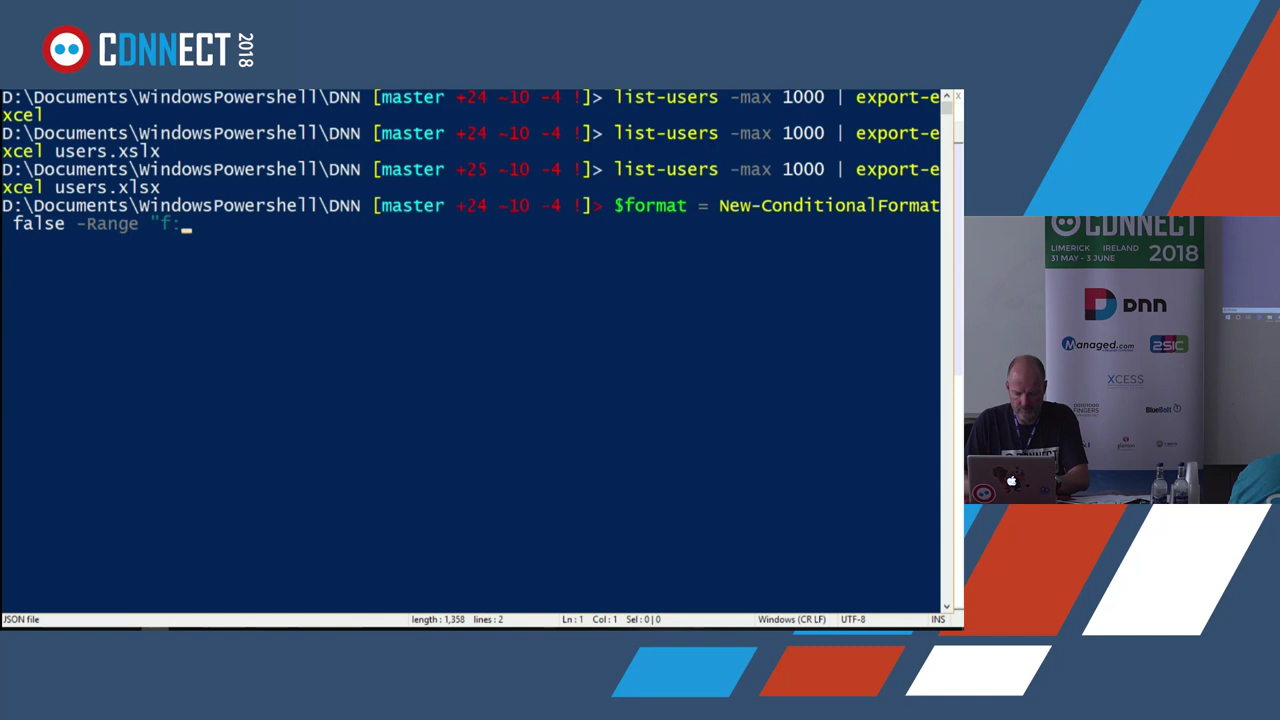 CDNNECT 2018
D:\Documents\WindowsPowershell\DNN [master +24 ~10 -4 !]> list-users -max 1000 | export-e
xcel
D:\Documents\WindowsPowershell\DNN [master +24 ~10 -4 !]> list-users -max 1000 | export-e
xcel users.xslx
D:\Documents\WindowsPowershell\DNN [master +25 ~10 -4 !]> list-users -max 1000 | export-e
xcel users.xlsx
D:\Documents\WindowsPowershell\DNN [master +24 ~10 -4 !]> $format = New-ConditionalFormat
false -Range "f:
JSON file length : 1,358 lines : 2 Ln : 1 Col : 1 Sel : 0 | 0 Windows (CR LF) UTF-8 INS
CDNNECT
LIMERICK IRELAND
31 MAY - 3 JUNE 2018
DNN
Managed.com
2SIC
XCESS
FINGERS
BlueBolt